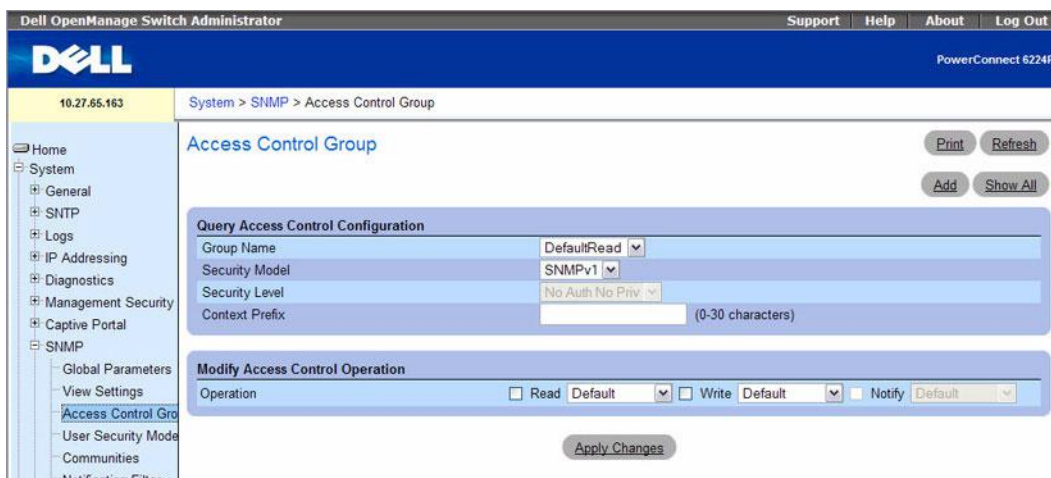 Dell OpenManage Switch Administrator
Support Help About Log Out
DELL
PowerConnect 6224P
10.27.65.163
System > SNMP > Access Control Group
Home
System
General
SNTP
Logs
IP Addressing
Diagnostics
Management Security
Captive Portal
SNMP
Global Parameters
View Settings
Access Control Gro
User Security Mode
Communities
Access Control Group
Print Refresh
Add Show All
Query Access Control Configuration
Group Name DefaultRead
Security Model SNMPv1
Security Level No Auth No Priv
Context Prefix (0-30 characters)
Modify Access Control Operation
Operation Read Default Write Default Notify Default
Apply Changes